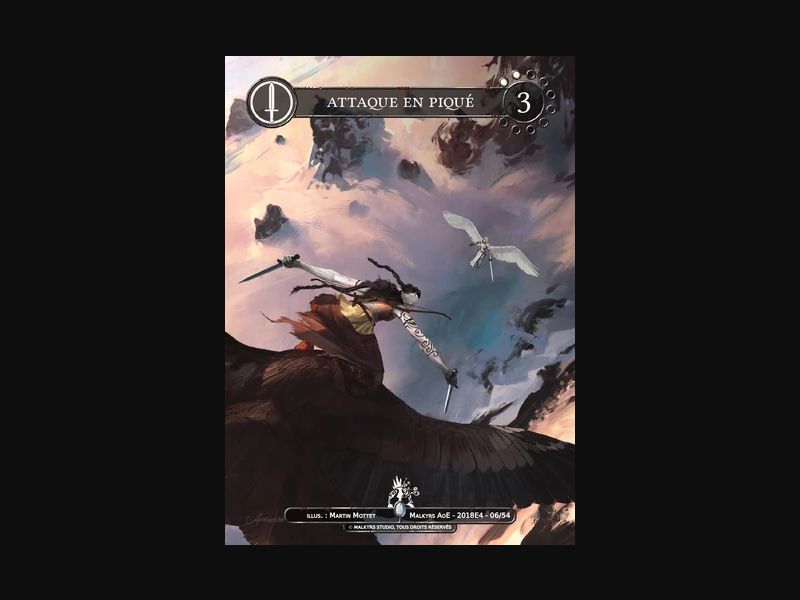 ATTAQUE EN PIQUÉ
3
ILLUS. : MARTIN MOTTET
MALKYRS AOE - 2018E4 - 06/54
© MALKYRS STUDIO, TOUS DROITS RÉSERVÉS